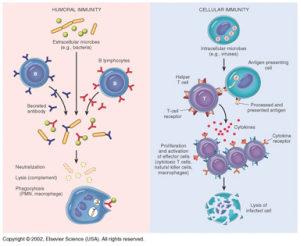 HUMORAL IMMUNITY
Extracellular microbes
(e.g., bacteria)
B lymphocytes
B
B
Secreted
antibody
Neutralization
Lysis (complement)
Phagocytosis
(PMN, macrophage)
CELLULAR IMMUNITY
Intracellular microbes
(e.g., viruses)
Antigen-presenting
cell
Helper
T cell
T
T-cell
receptor
Processed and
presented antigen
Cytokines
Cytokine
receptor
Proliferation
and activation
of effector cells
(cytotoxic T cells,
natural killer cells,
macrophages)
Lysis of
infected cell
Copyright © 2002, Elsevier Science (USA). All rights reserved.